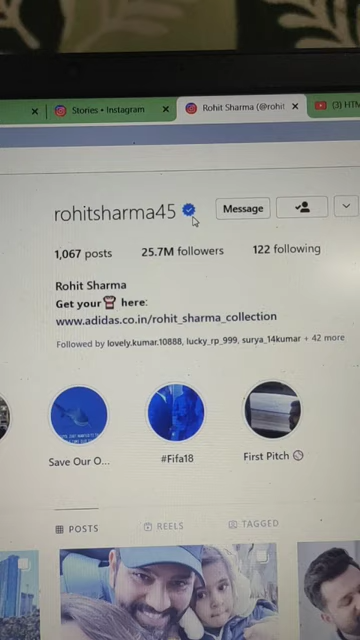 Stories • Instagram
Rohit Sharma (@rohit
(3) HTM
rohitsharma45
Message
1,067 posts 25.7M followers 122 following
Rohit Sharma
Get your here:
www.adidas.co.in/rohit_sharma_collection
Followed by lovely.kumar.10888, lucky_rp_999, surya_14kumar + 42 more
Save Our O... #Fifa18 First Pitch
POSTS REELS TAGGED